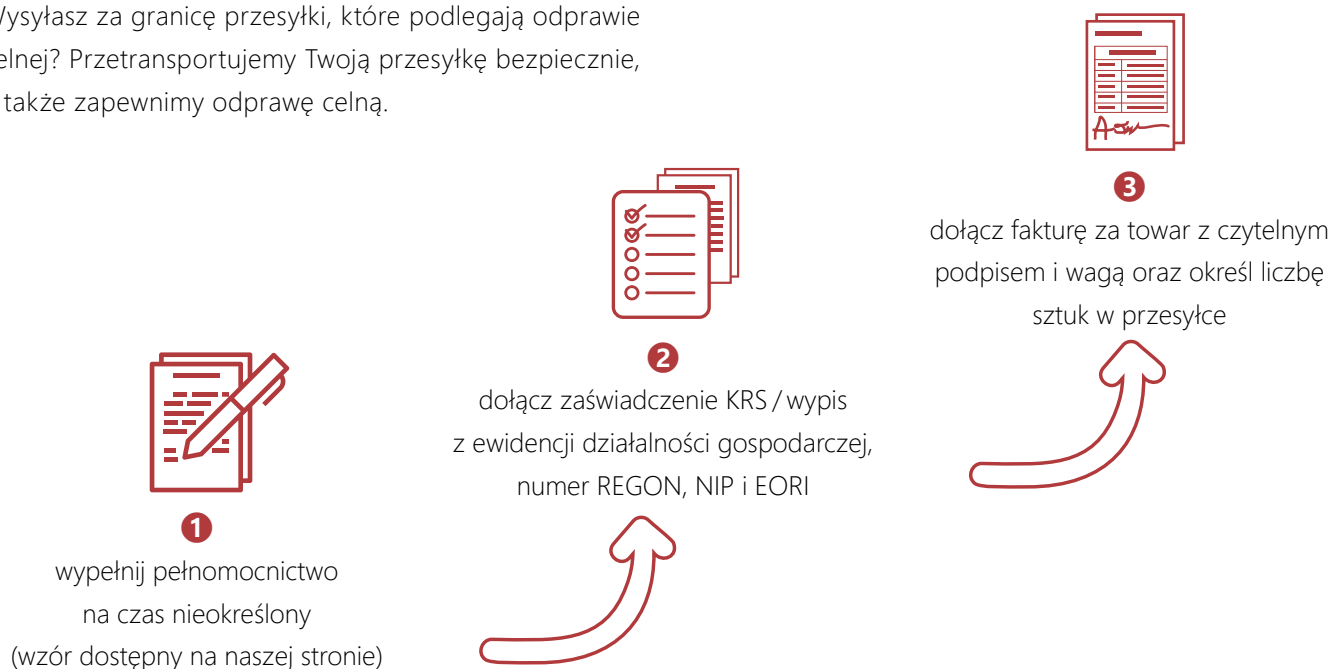 Wysyłasz za granicę przesyłki, które podlegają odprawie
elnej? Przetransportujemy Twoją przesyłkę bezpiecznie,
także zapewnimy odprawę celną.
1
wypełnij pełnomocnictwo
na czas nieokreślony
(wzór dostępny na naszej stronie)
2
dołącz zaświadczenie KRS / wypis
z ewidencji działalności gospodarczej,
numer REGON, NIP i EORI
3
dołącz fakturę za towar z czytelnym
podpisem i wagą oraz określ liczbę
sztuk w przesyłce